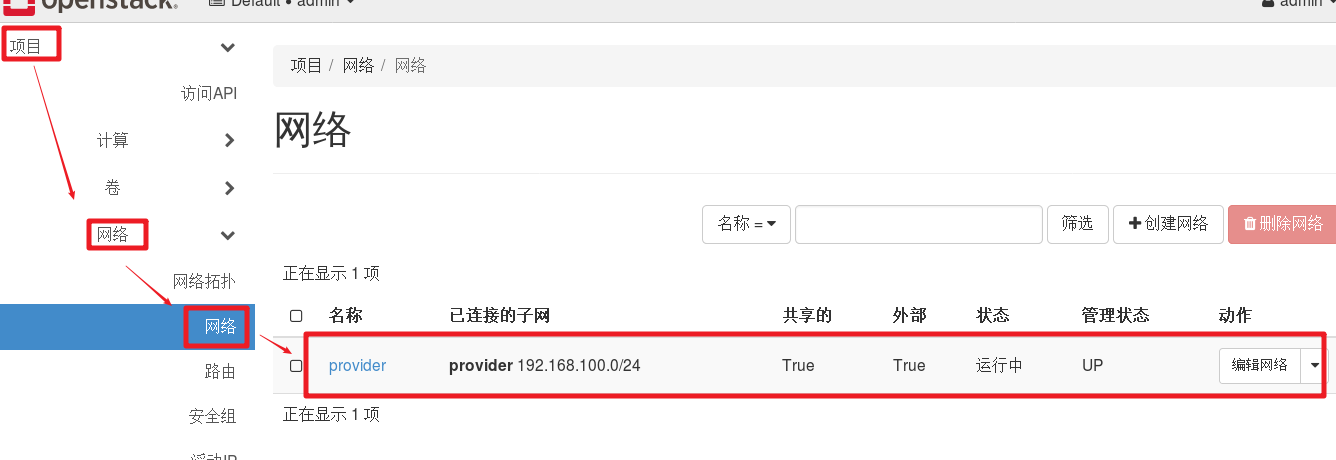 openstack. Default • admin admin
项目
访问API
计算
卷
网络
网络拓扑
网络
路由
安全组
浮动IP
项目 / 网络 / 网络
网络
名称 = 筛选 创建网络 删除网络
正在显示 1 项
名称 已连接的子网 共享的 外部 状态 管理状态 动作
provider provider 192.168.100.0/24 True True 运行中 UP 编辑网络
正在显示 1 项